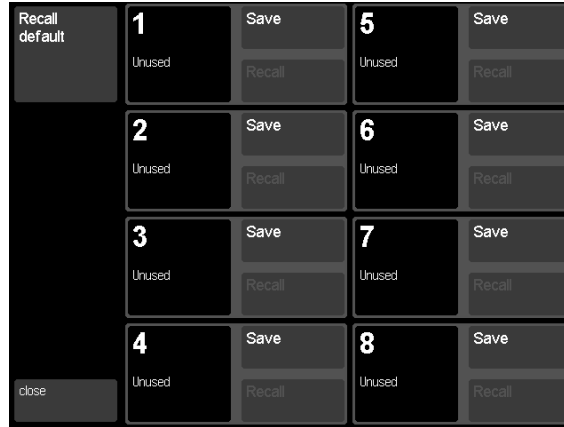 Recall
default
1
Save
Unused
Recall
5
Save
Unused
Recall
2
Save
Unused
Recall
6
Save
Unused
Recall
3
Save
Unused
Recall
7
Save
Unused
Recall
4
Save
Unused
Recall
8
Save
Unused
Recall
close